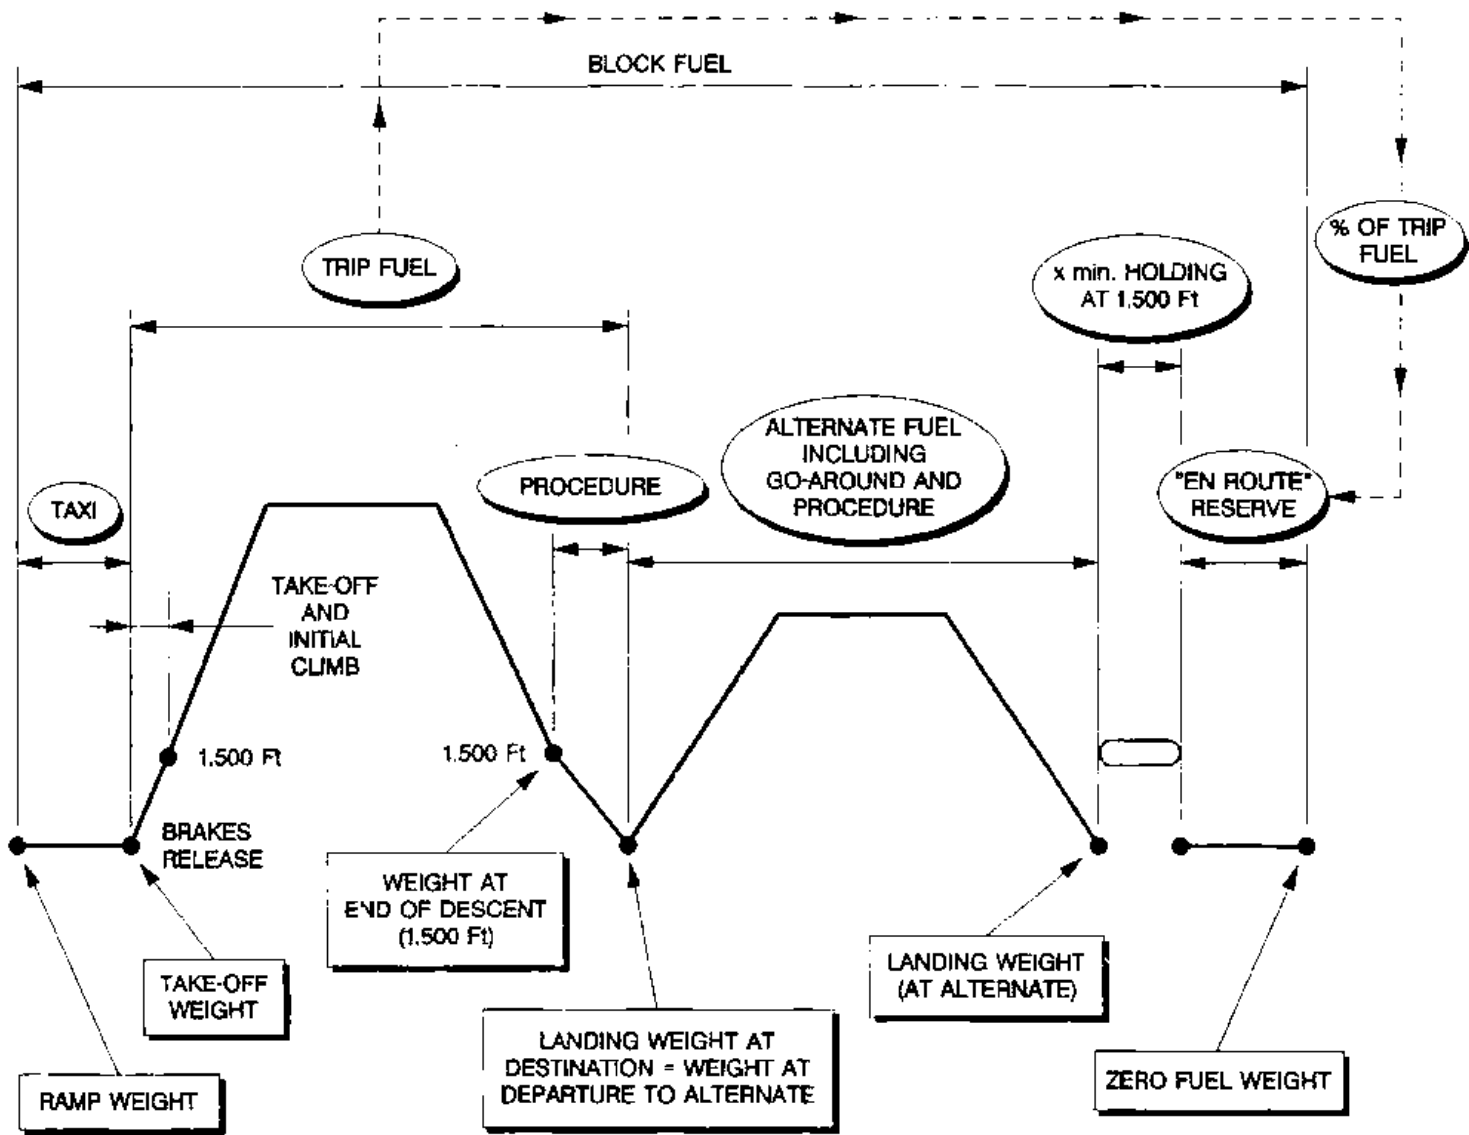 BLOCK FUEL
TRIP FUEL
% OF TRIP
FUEL
x min. HOLDING
AT 1.500 Ft
ALTERNATE FUEL
INCLUDING
GO-AROUND AND
PROCEDURE
PROCEDURE
"EN ROUTE"
RESERVE
TAXI
TAKE-OFF
AND
INITIAL
CLIMB
1.500 Ft
1.500 Ft
BRAKES
RELEASE
WEIGHT AT
END OF DESCENT
(1.500 Ft)
TAKE-OFF
WEIGHT
LANDING WEIGHT
(AT ALTERNATE)
LANDING WEIGHT AT
DESTINATION = WEIGHT AT
DEPARTURE TO ALTERNATE
ZERO FUEL WEIGHT
RAMP WEIGHT